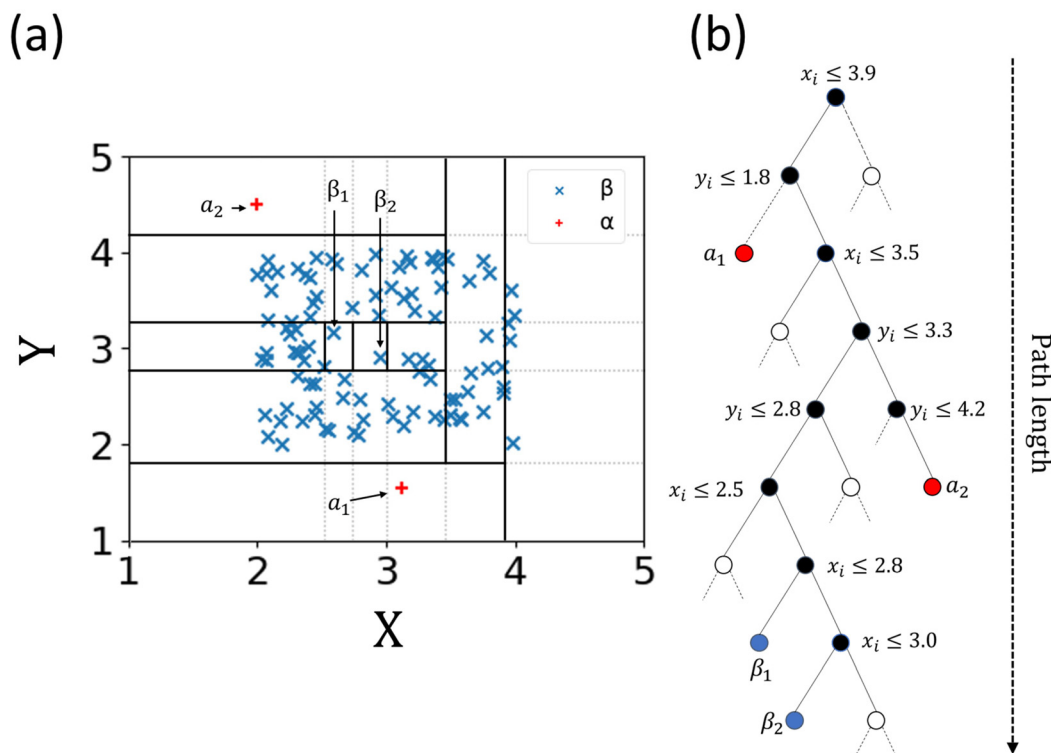 (a)
5
4
3
2
1
Y
1
2
3
4
5
X
a₂
β₁
β₂
a₁
β
α
(b)
xᵢ ≤ 3.9
yᵢ ≤ 1.8
a₁
xᵢ ≤ 3.5
yᵢ ≤ 3.3
yᵢ ≤ 2.8
yᵢ ≤ 4.2
xᵢ ≤ 2.5
a₂
xᵢ ≤ 2.8
β₁
xᵢ ≤ 3.0
β₂
Path length